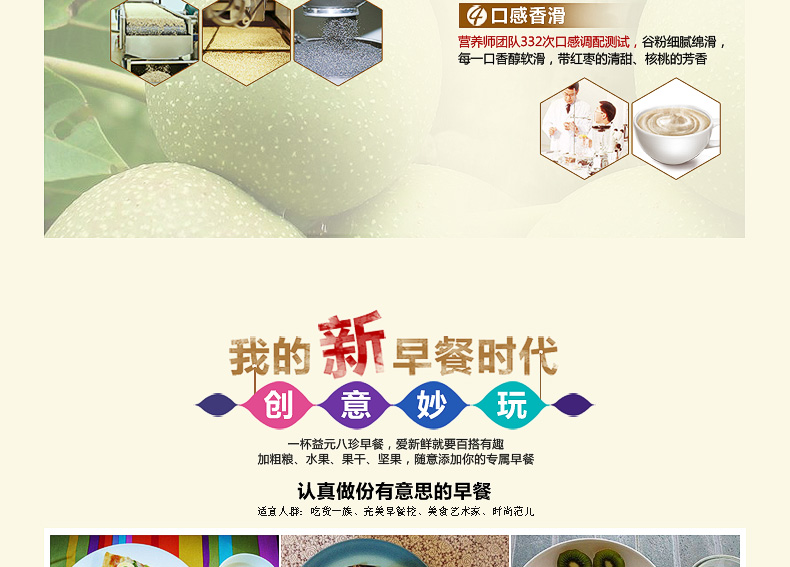 4 口感香滑
营养师团队332次口感调配测试，谷粉细腻绵滑，
每一口香醇软滑，带红枣的清甜、核桃的芳香
我的新早餐时代
创意妙玩
一杯益元八珍早餐，爱新鲜就要百搭有趣
加粗粮、水果、果干、坚果，随意添加你的专属早餐
认真做份有意思的早餐
适宜人群：吃货一族、完美早餐控、美食艺术家、时尚范儿